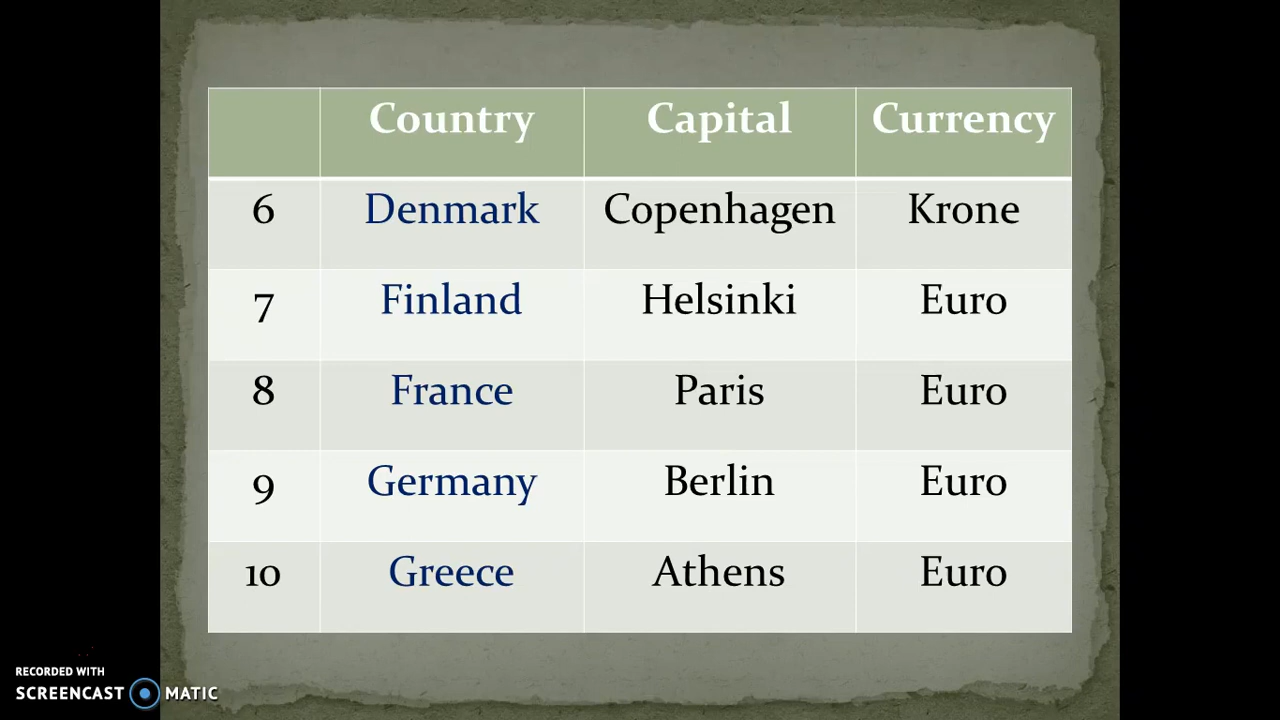 Country Capital Currency
6 Denmark Copenhagen Krone
7 Finland Helsinki Euro
8 France Paris Euro
9 Germany Berlin Euro
10 Greece Athens Euro
RECORDED WITH
SCREENCAST MATIC